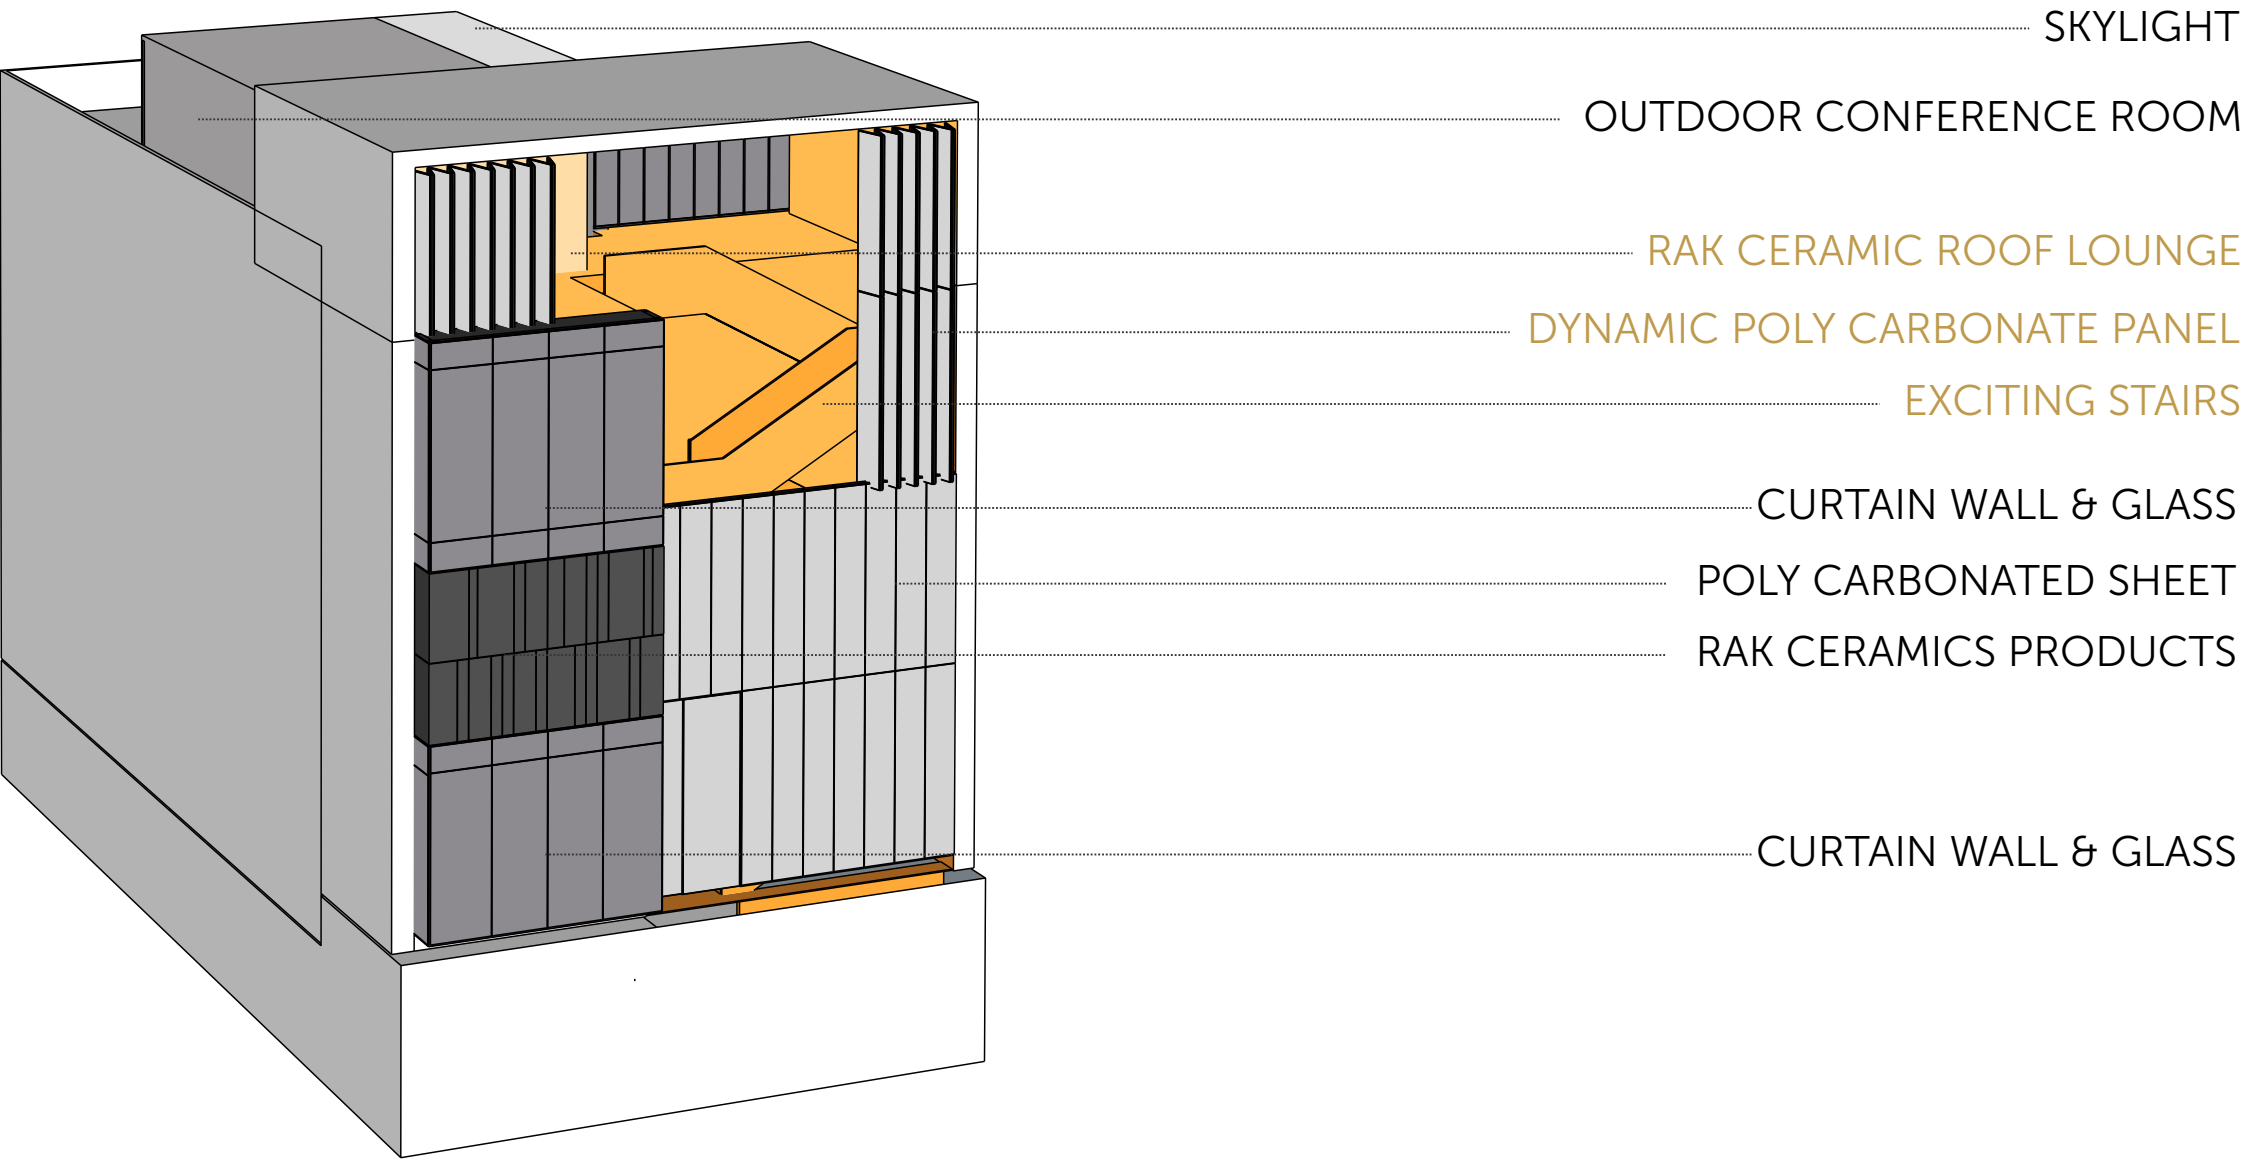 SKYLIGHT
OUTDOOR CONFERENCE ROOM
RAK CERAMIC ROOF LOUNGE
DYNAMIC POLY CARBONATE PANEL
EXCITING STAIRS
CURTAIN WALL & GLASS
POLY CARBONATED SHEET
RAK CERAMICS PRODUCTS
CURTAIN WALL & GLASS